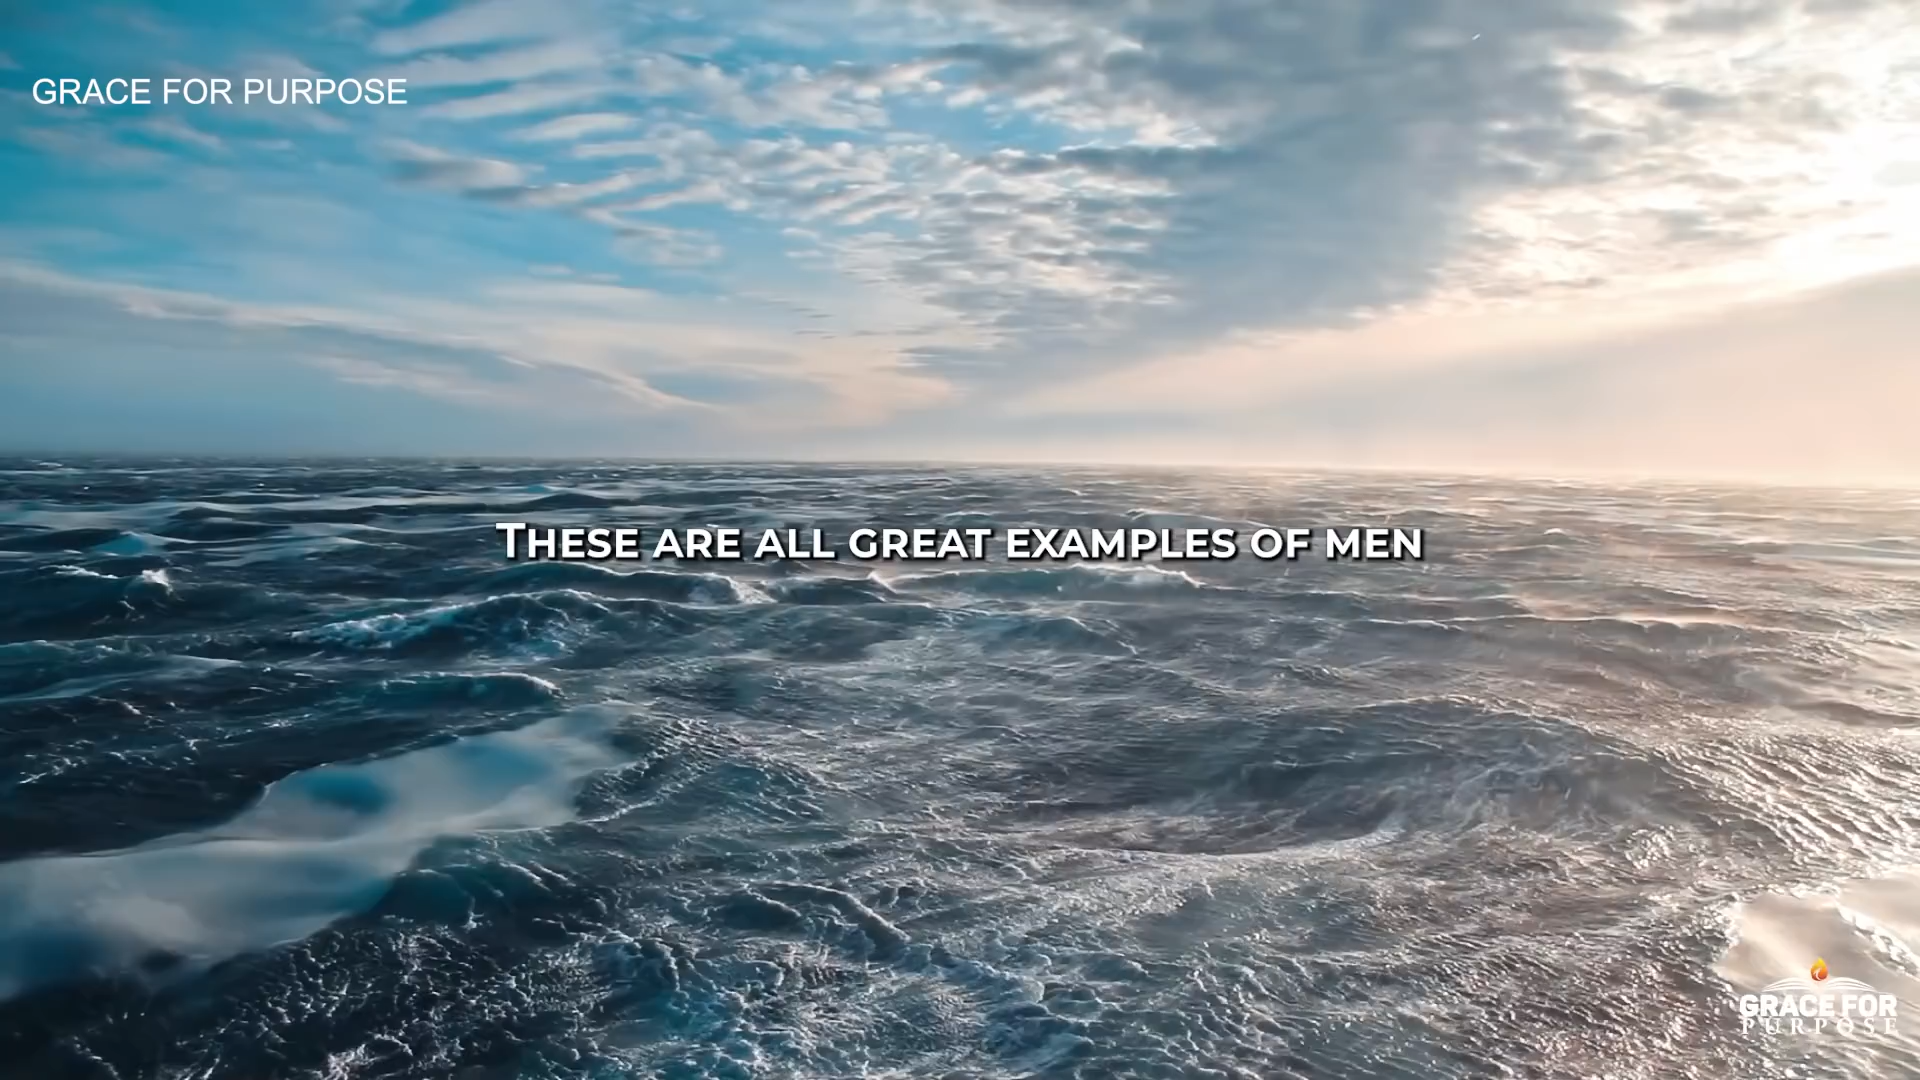 GRACE FOR PURPOSE
THESE ARE ALL GREAT EXAMPLES OF MEN
GRACE FOR
PURPOSE